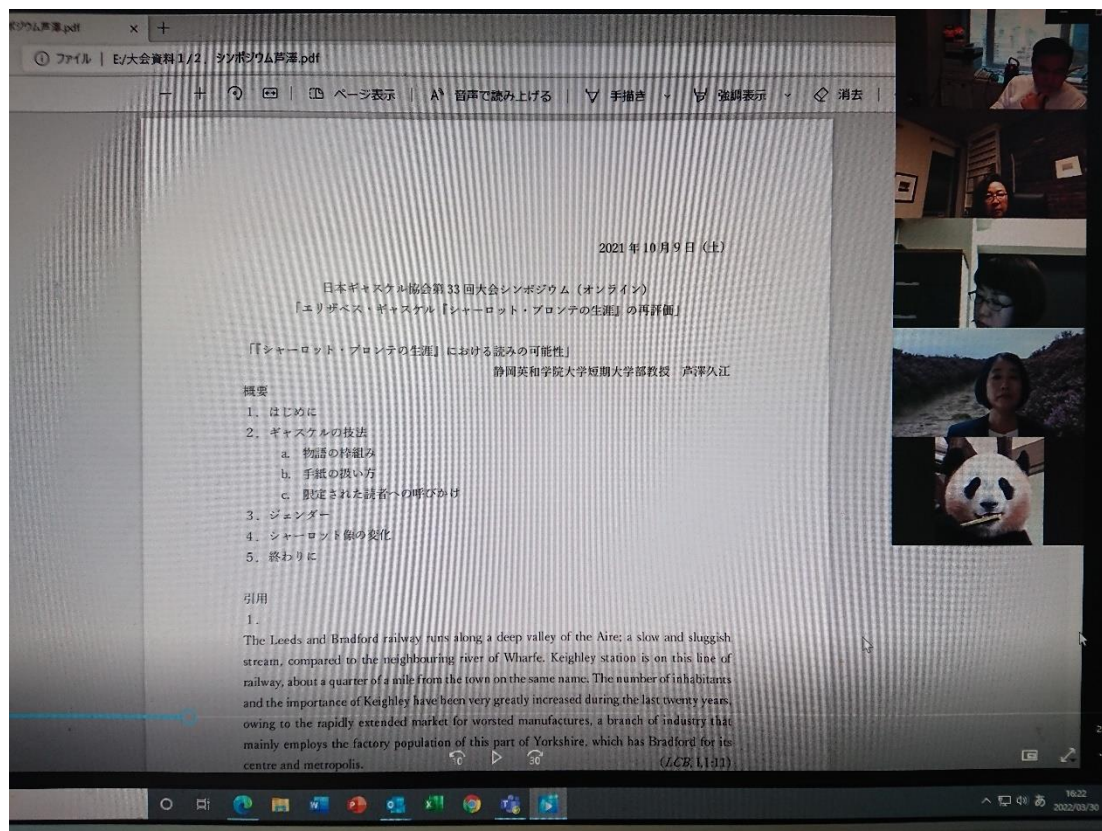 ポジウム芦澤.pdf
ファイル | E:/大会資料1/2．シンポジウム芦澤.pdf
ページ表示 | A 音声で読み上げる | 手描き 強調表示 消去
2021年10月9日（土）
日本ギャスケル協会第33回大会シンポジウム（オンライン）
「エリザベス・ギャスケル『シャーロット・ブロンテの生涯』の再評価」
「『シャーロット・ブロンテの生涯』における読みの可能性」
静岡英和学院大学短期大学部教授　芦澤久江
概要
1．はじめに
2．ギャスケルの技法
a. 物語の枠組み
b. 手紙の扱い方
c. 限定された読者への呼びかけ
3．ジェンダー
4．シャーロット像の変化
5．終わりに
引用
1．
The Leeds and Bradford railway runs along a deep valley of the Aire; a slow and sluggish
stream, compared to the neighbouring river of Wharfe. Keighley station is on this line of
railway, about a quarter of a mile from the town on the same name. The number of inhabitants
and the importance of Keighley have been very greatly increased during the last twenty years,
owing to the rapidly extended market for worsted manufactures, a branch of industry that
mainly employs the factory population of this part of Yorkshire, which has Bradford for its
centre and metropolis. (LCB, I,1:11)
10 30
あ 16:22
2022/03/30